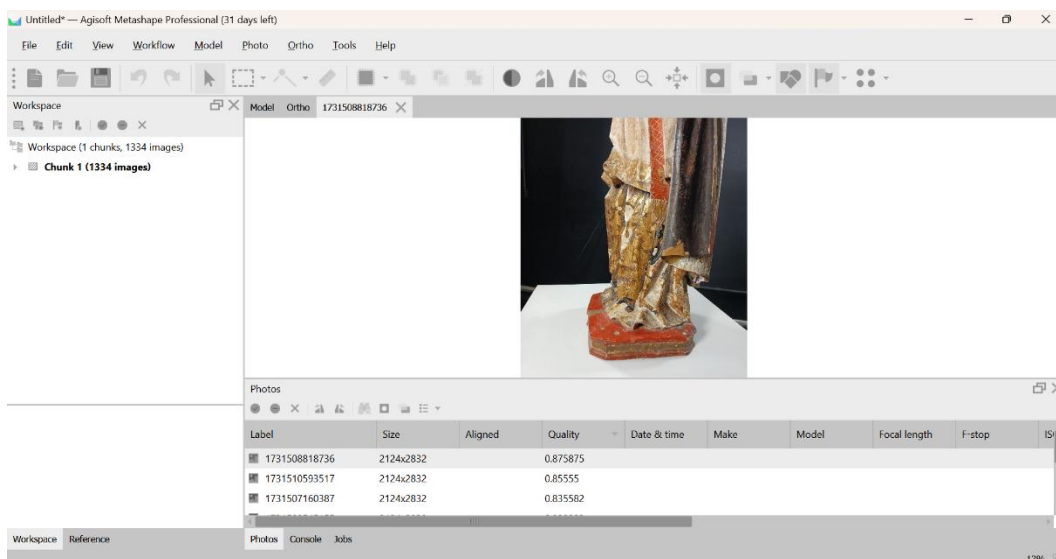 Untitled* — Agisoft Metashape Professional (31 days left)
File Edit View Workflow Model Photo Ortho Tools Help
Workspace
Model Ortho 1731508818736
Workspace (1 chunks, 1334 images)
Chunk 1 (1334 images)
Photos
Label Size Aligned Quality Date & time Make Model Focal length F-stop
1731508818736 2124x2832 0.875875
1731510593517 2124x2832 0.85555
1731507160387 2124x2832 0.835582
Workspace Reference
Photos Console Jobs